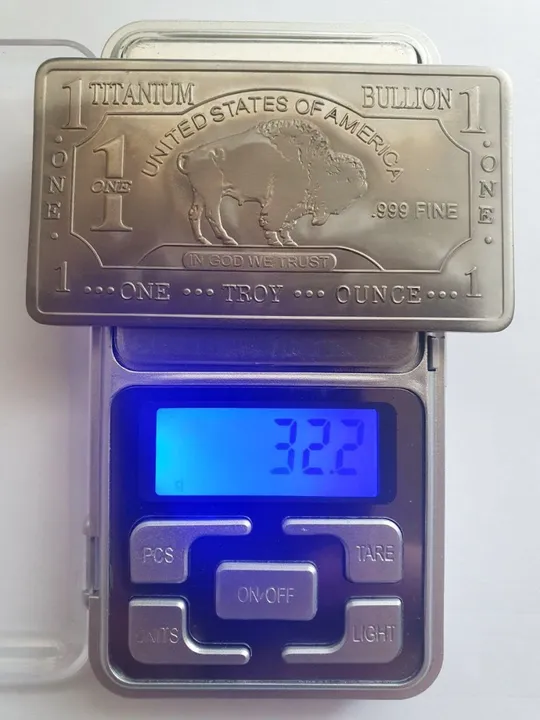 1 TITANIUM BULLION 1
UNITED STATES OF AMERICA
·ONE·
1
ONE
.999 FINE
·ONE·
IN GOD WE TRUST
1 ···ONE ··· TROY ··· OUNCE··· 1
32.2
PCS
TARE
ON/OFF
UNITS
LIGHT